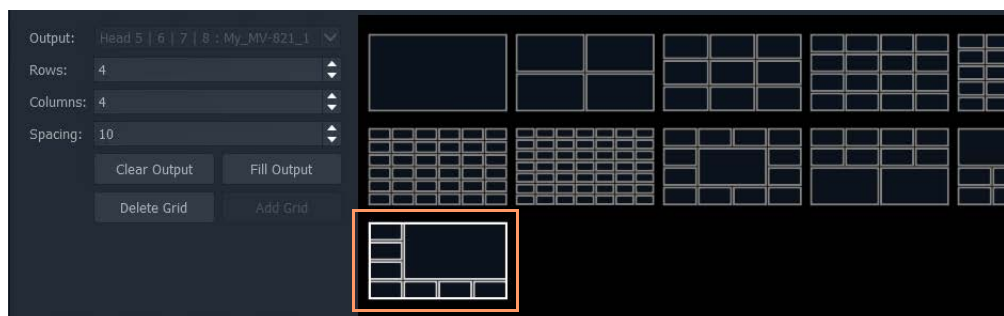 Output: Head 5 | 6 | 7 | 8 : My_MV-821_1
Rows: 4
Columns: 4
Spacing: 10
Clear Output Fill Output
Delete Grid Add Grid